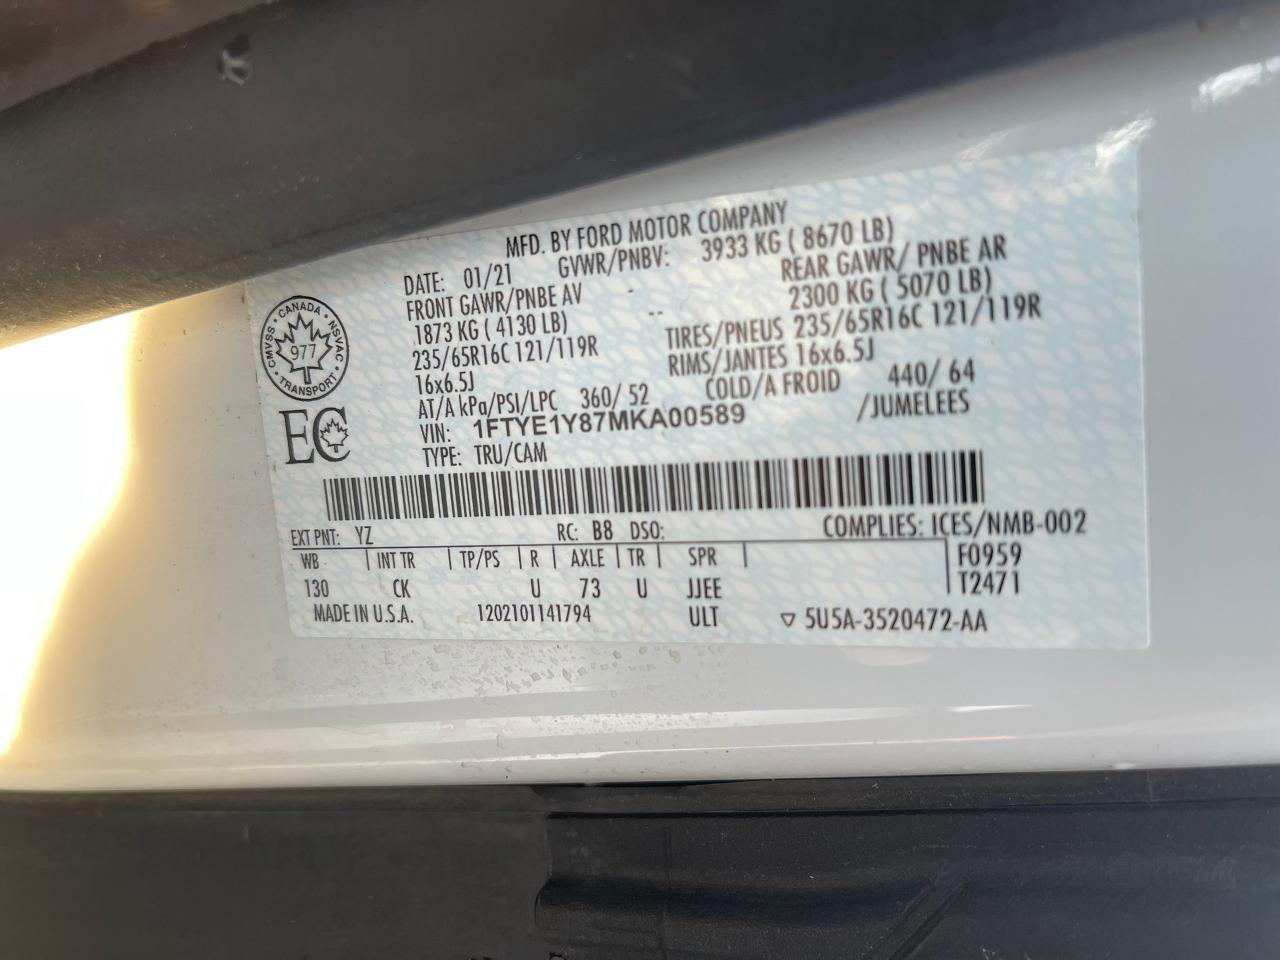 MFD. BY FORD MOTOR COMPANY
DATE: 01/21 GVWR/PNBV: 3933 KG ( 8670 LB)
FRONT GAWR/PNBE AV - REAR GAWR/ PNBE AR
1873 KG ( 4130 LB) -- 2300 KG ( 5070 LB)
235/65R16C 121/119R TIRES/PNEUS 235/65R16C 121/119R
16x6.5J RIMS/JANTES 16x6.5J
AT/A kPa/PSI/LPC 360/ 52 COLD/A FROID 440/ 64
VIN: 1FTYE1Y87MKA00589 /JUMELEES
TYPE: TRU/CAM
CANADA
CMVSS NSVAC
977
TRANSPORT
EC
EXT PNT: YZ RC: B8 DSO: COMPLIES: ICES/NMB-002
WB INT TR TP/PS R AXLE TR SPR F0959
130 CK U 73 U JJEE T2471
MADE IN U.S.A. 1202101141794 ULT ▽ 5U5A-3520472-AA